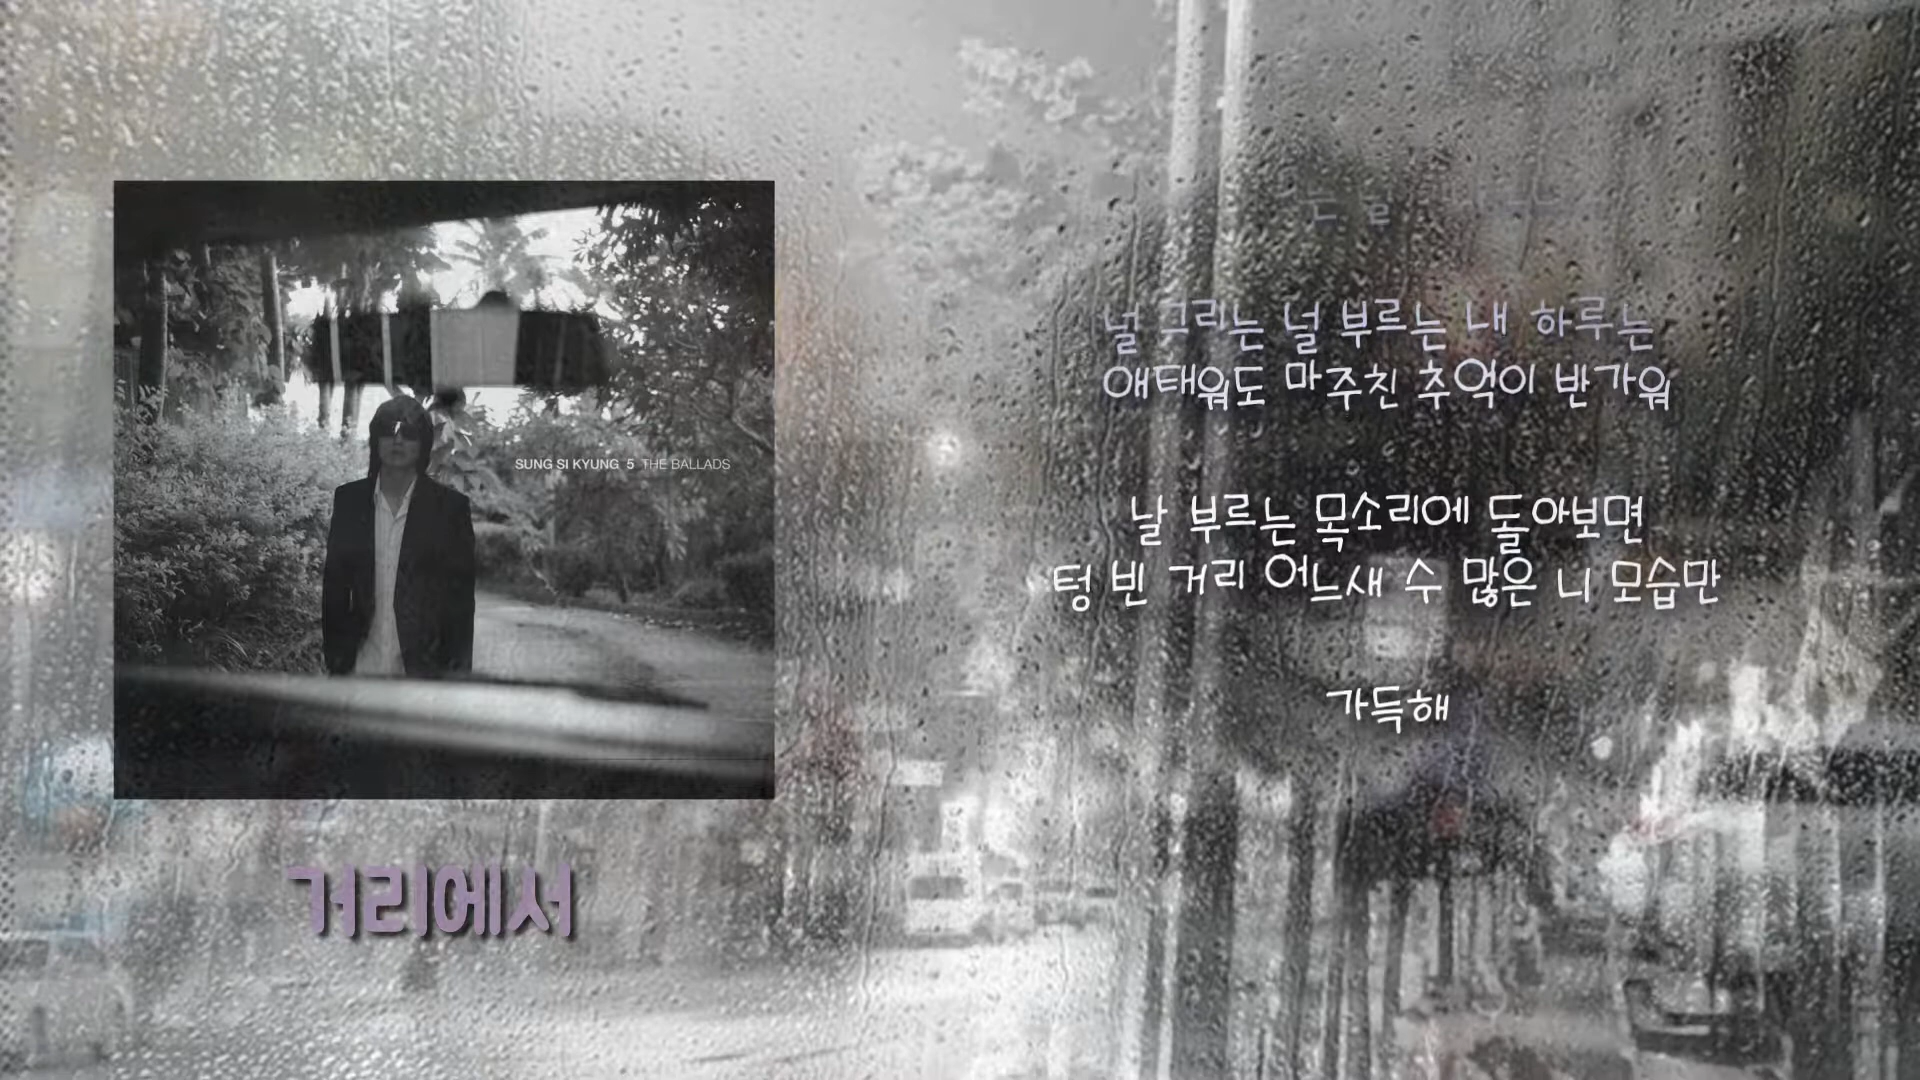 SUNG SI KYUNG 5 THE BALLADS
거리에서
널 그리는 널 부르는 내 하루는
애태워도 마주친 추억이 반가워
날 부르는 목소리에 돌아보면
텅 빈 거리 어느새 수 많은 니 모습만
가득해